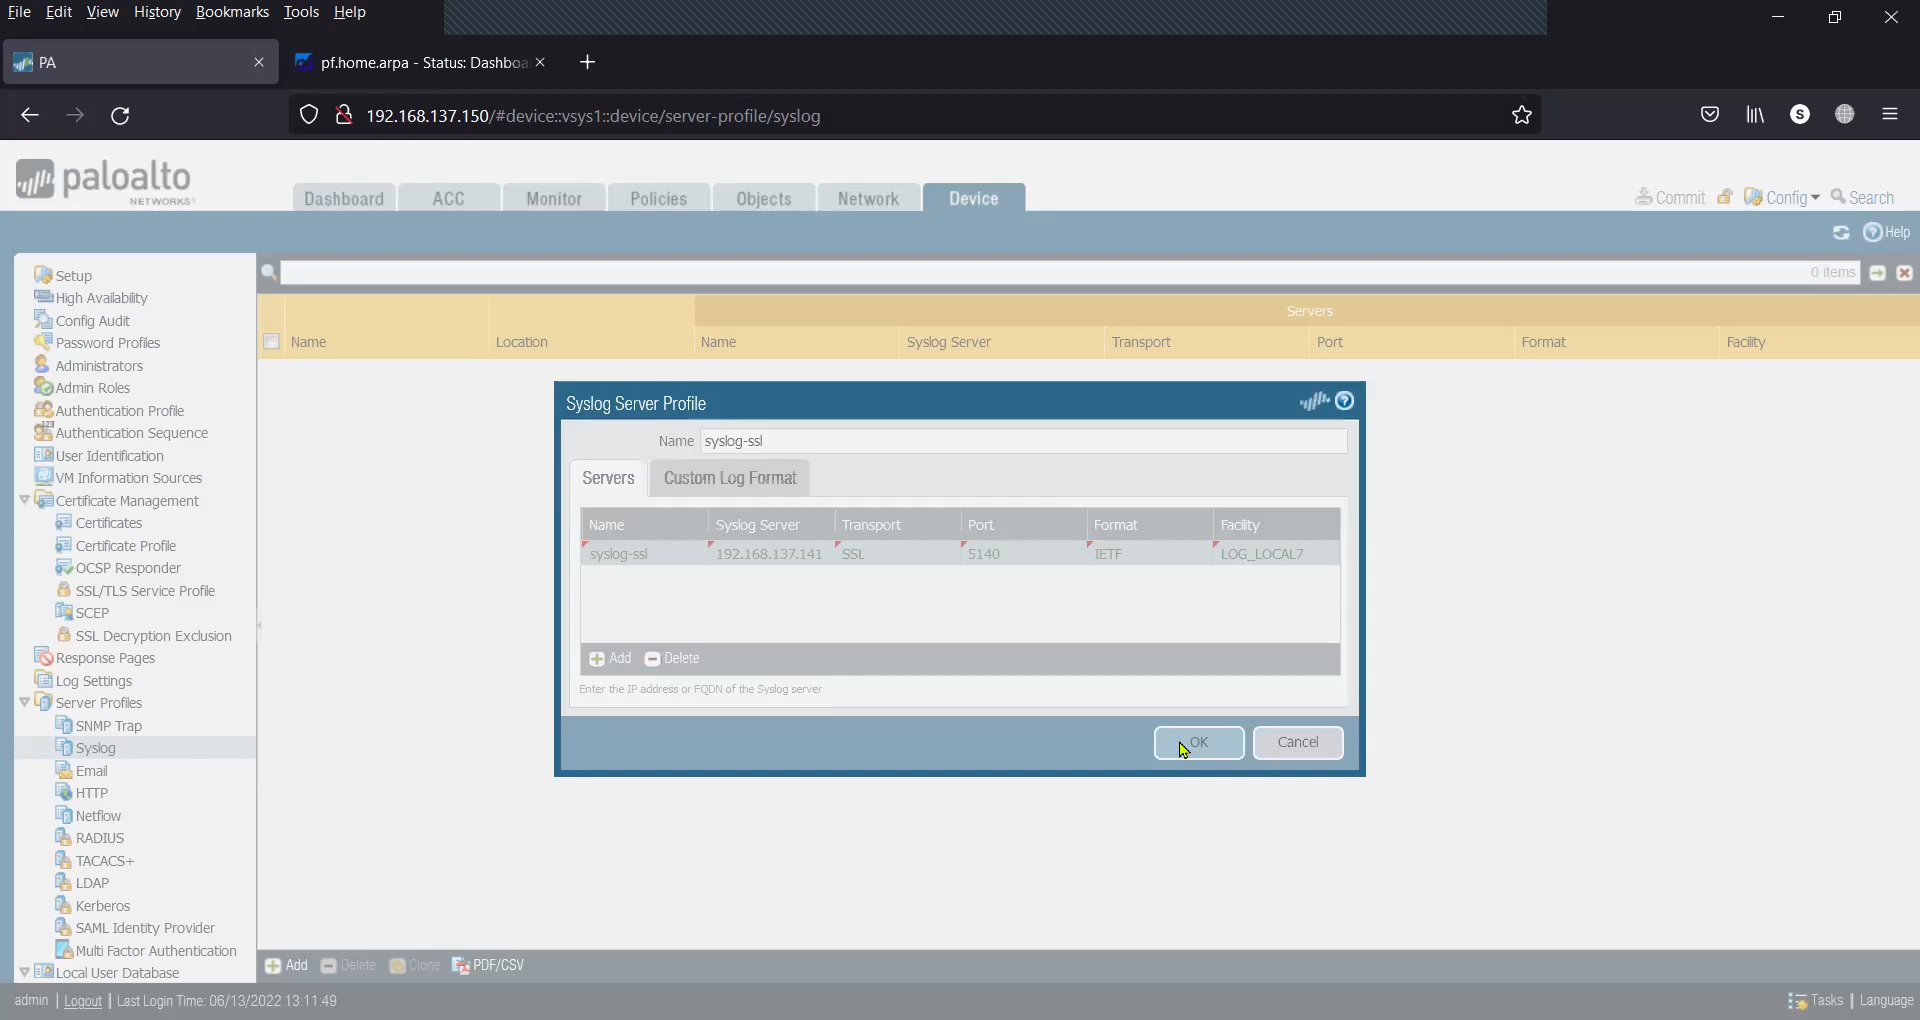 File Edit View History Bookmarks Tools Help
PA
pf.home.arpa - Status: Dashboa
192.168.137.150/#device::vsys1::device/server-profile/syslog
S
paloalto
NETWORKS
Dashboard ACC Monitor Policies Objects Network Device
Commit Config Search
Help
Setup
High Availability
Config Audit
Password Profiles
Administrators
Admin Roles
Authentication Profile
Authentication Sequence
User Identification
VM Information Sources
Certificate Management
Certificates
Certificate Profile
OCSP Responder
SSL/TLS Service Profile
SCEP
SSL Decryption Exclusion
Response Pages
Log Settings
Server Profiles
SNMP Trap
Syslog
Email
HTTP
Netflow
RADIUS
TACACS+
LDAP
Kerberos
SAML Identity Provider
Multi Factor Authentication
Local User Database
0 items
Servers
Name Location Name Syslog Server Transport Port Format Facility
Syslog Server Profile
Name syslog-ssl
Servers Custom Log Format
Name Syslog Server Transport Port Format Facility
syslog-ssl 192.168.137.141 SSL 5140 IETF LOG_LOCAL7
Add Delete
Enter the IP address or FQDN of the Syslog server
OK Cancel
Add Delete Clone PDF/CSV
admin | Logout | Last Login Time: 06/13/2022 13:11:49
Tasks | Language